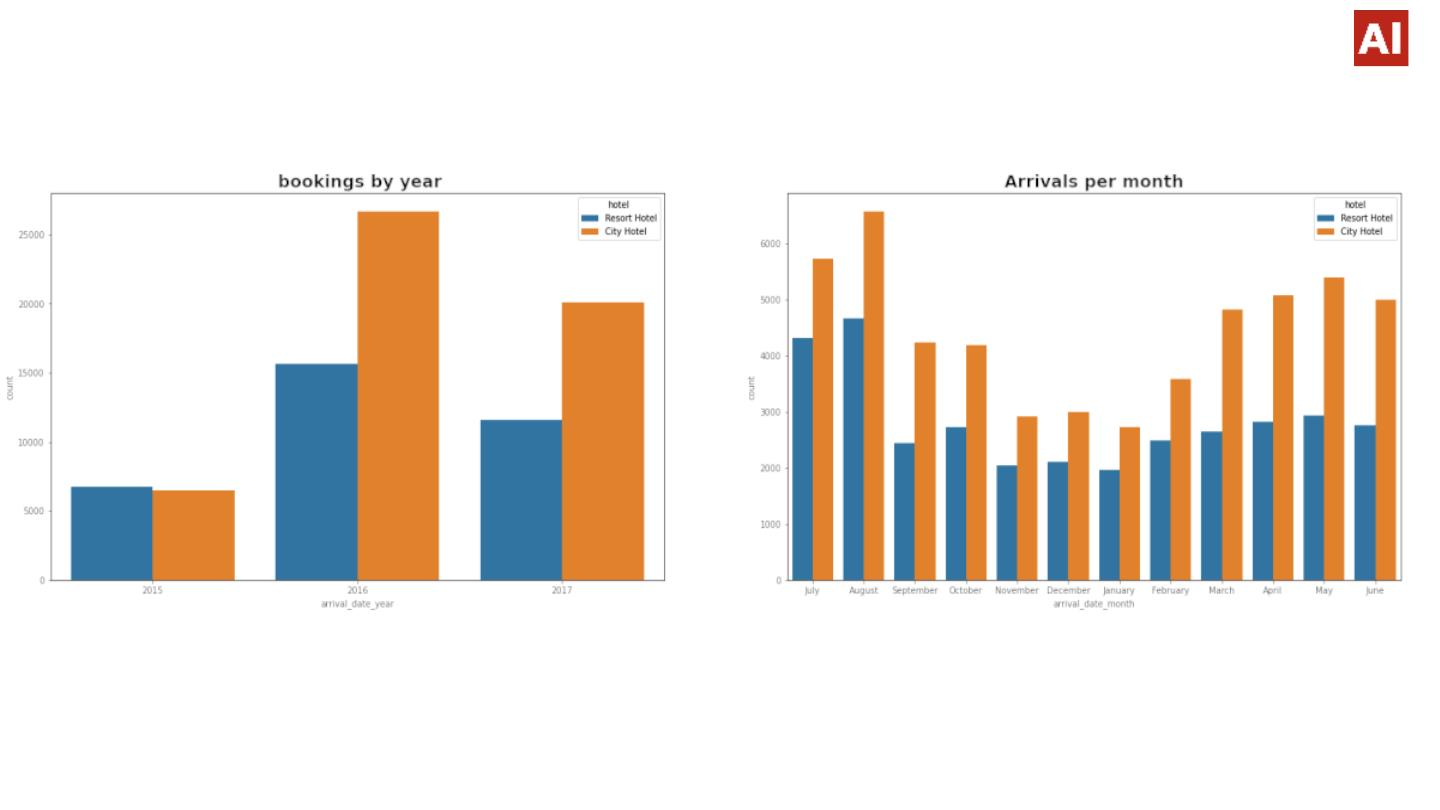 AI
bookings by year
hotel
Resort Hotel
City Hotel
25000
20000
15000
10000
5000
0
count
2015 2016 2017
arrival_date_year
Arrivals per month
hotel
Resort Hotel
City Hotel
6000
5000
4000
3000
2000
1000
0
count
July August September October November December January February March April May June
arrival_date_month